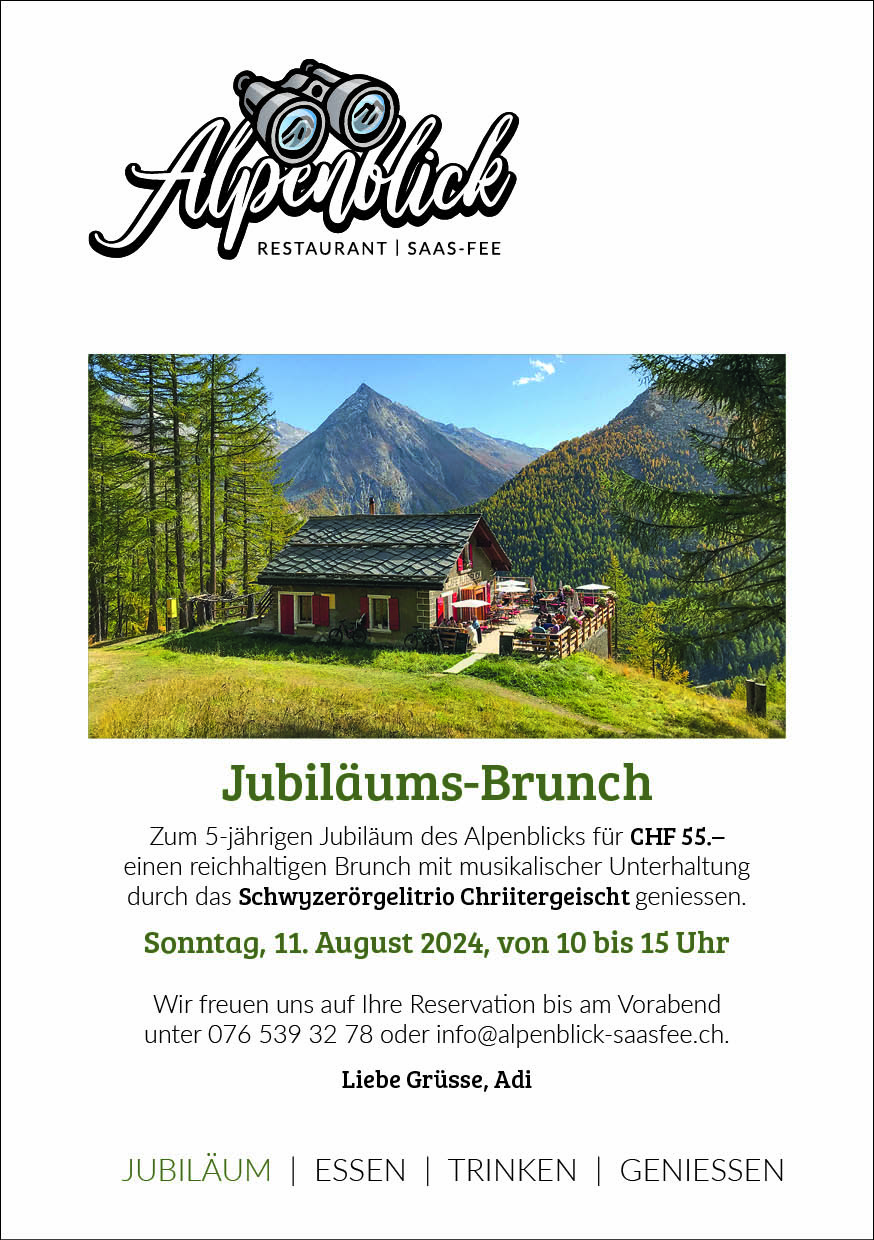 Alpenblick
RESTAURANT | SAAS-FEE
Jubiläums-Brunch
Zum 5-jährigen Jubiläum des Alpenblicks für CHF 55.–
einen reichhaltigen Brunch mit musikalischer Unterhaltung
durch das Schwyzerörgelitrio Chriitergeischt geniessen.
Sonntag, 11. August 2024, von 10 bis 15 Uhr
Wir freuen uns auf Ihre Reservation bis am Vorabend
unter 076 539 32 78 oder info@alpenblick-saasfee.ch.
Liebe Grüsse, Adi
JUBILÄUM | ESSEN | TRINKEN | GENIESSEN